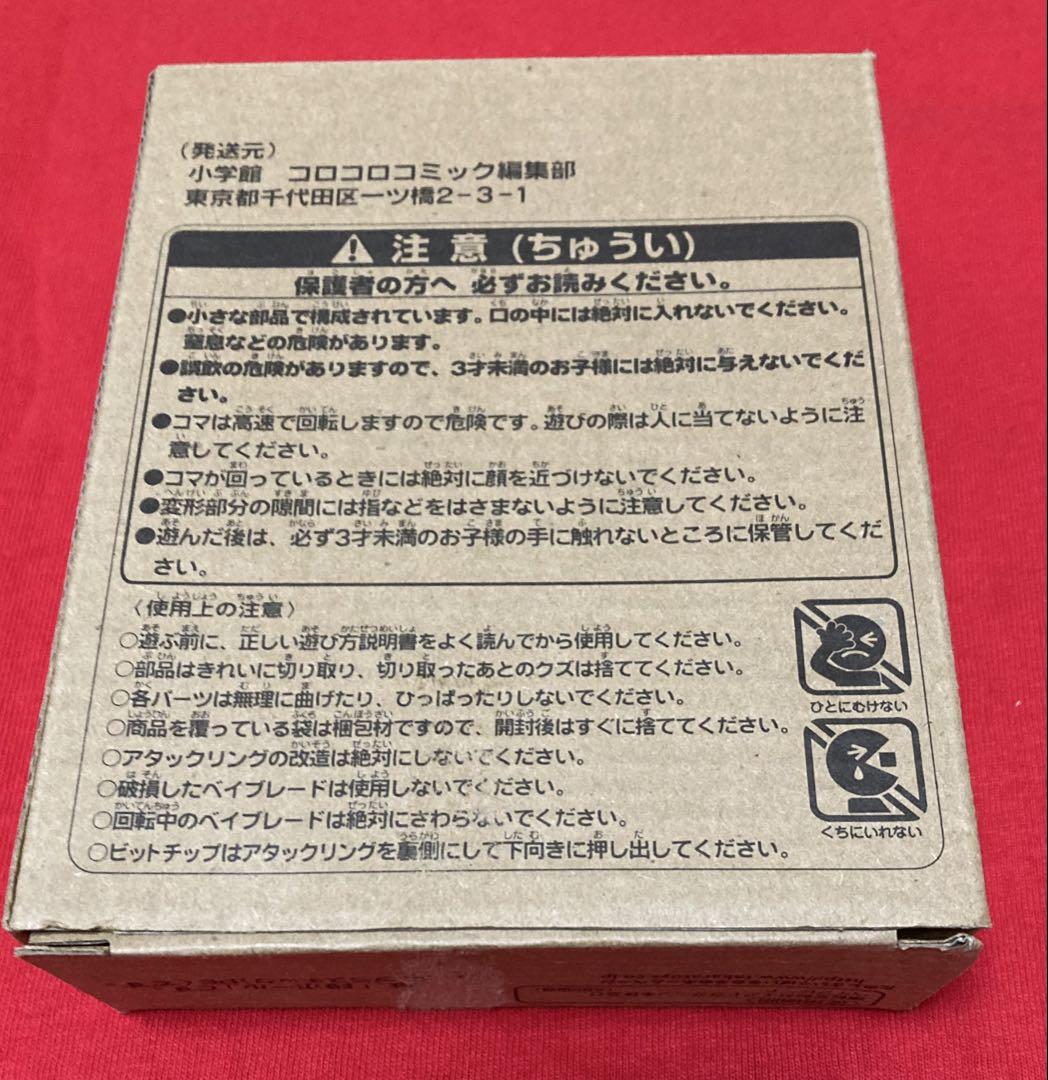 (発送元)
小学館 コロコロコミック編集部
東京都千代田区一ツ橋2-3-1
注意(ちゅうい)
保護者の方へ 必ずお読みください。
●小さな部品で構成されています。口の中には絶対に入れないでください。
窒息などの危険があります。
●誤飲の危険がありますので、3才未満のお子様には絶対に与えないでくだ
さい。
●コマは高速で回転しますので危険です。遊びの際は人に当てないように注
意してください。
●コマが回っているときには絶対に顔を近づけないでください。
●変形部分の隙間には指などをはさまないように注意してください。
●遊んだ後は、必ず3才未満のお子様の手に触れないところに保管してくだ
さい。
〈使用上の注意〉
○遊ぶ前に、正しい遊び方説明書をよく読んでから使用してください。
○部品はきれいに切り取り、切り取ったあとのクズは捨ててください。
○各パーツは無理に曲げたり、ひっぱったりしないでください。
○商品を覆っている袋は梱包材ですので、開封後はすぐに捨ててください。
○アタックリングの改造は絶対にしないでください。
○破損したベイブレードは使用しないでください。
○回転中のベイブレードは絶対にさわらないでください。
○ビットチップはアタックリングを裏側にして下向きに押し出してください。
ひとにむけない
くちにいれない
http://www.takaratoys.co.jp